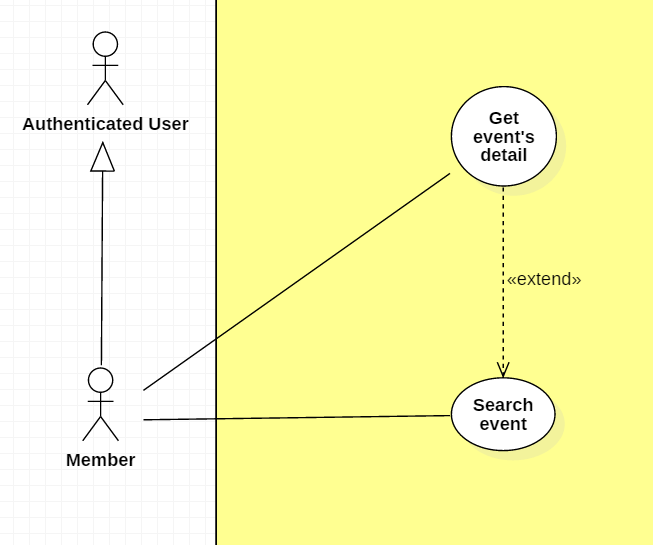 Authenticated User
Get
event's
detail
«extend»
Search
event
Member